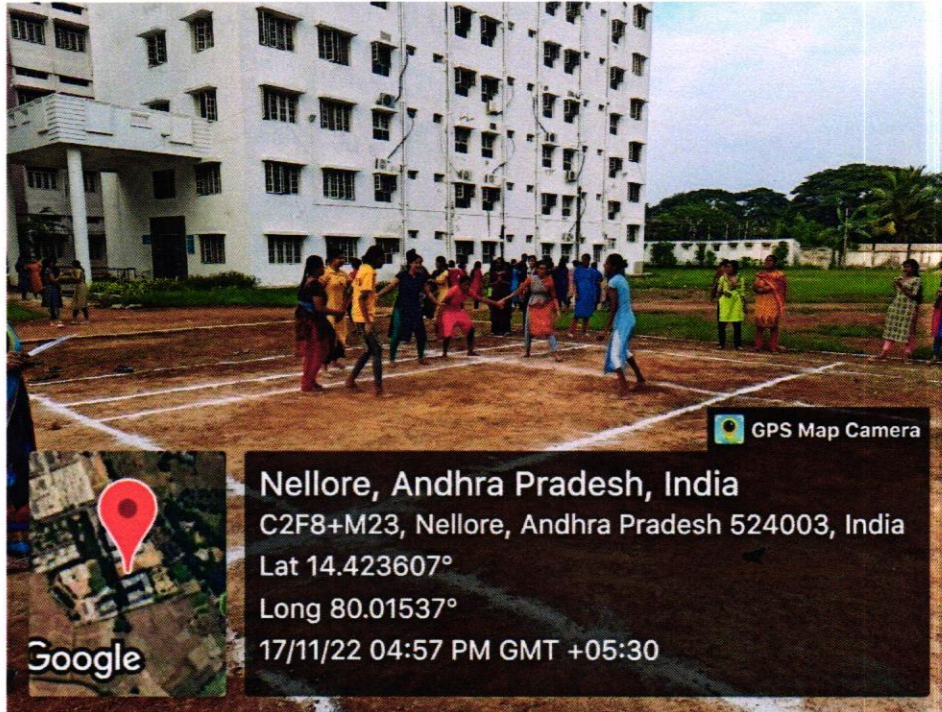 GPS Map Camera
Nellore, Andhra Pradesh, India
C2F8+M23, Nellore, Andhra Pradesh 524003, India
Lat 14.423607°
Long 80.01537°
17/11/22 04:57 PM GMT +05:30
Google